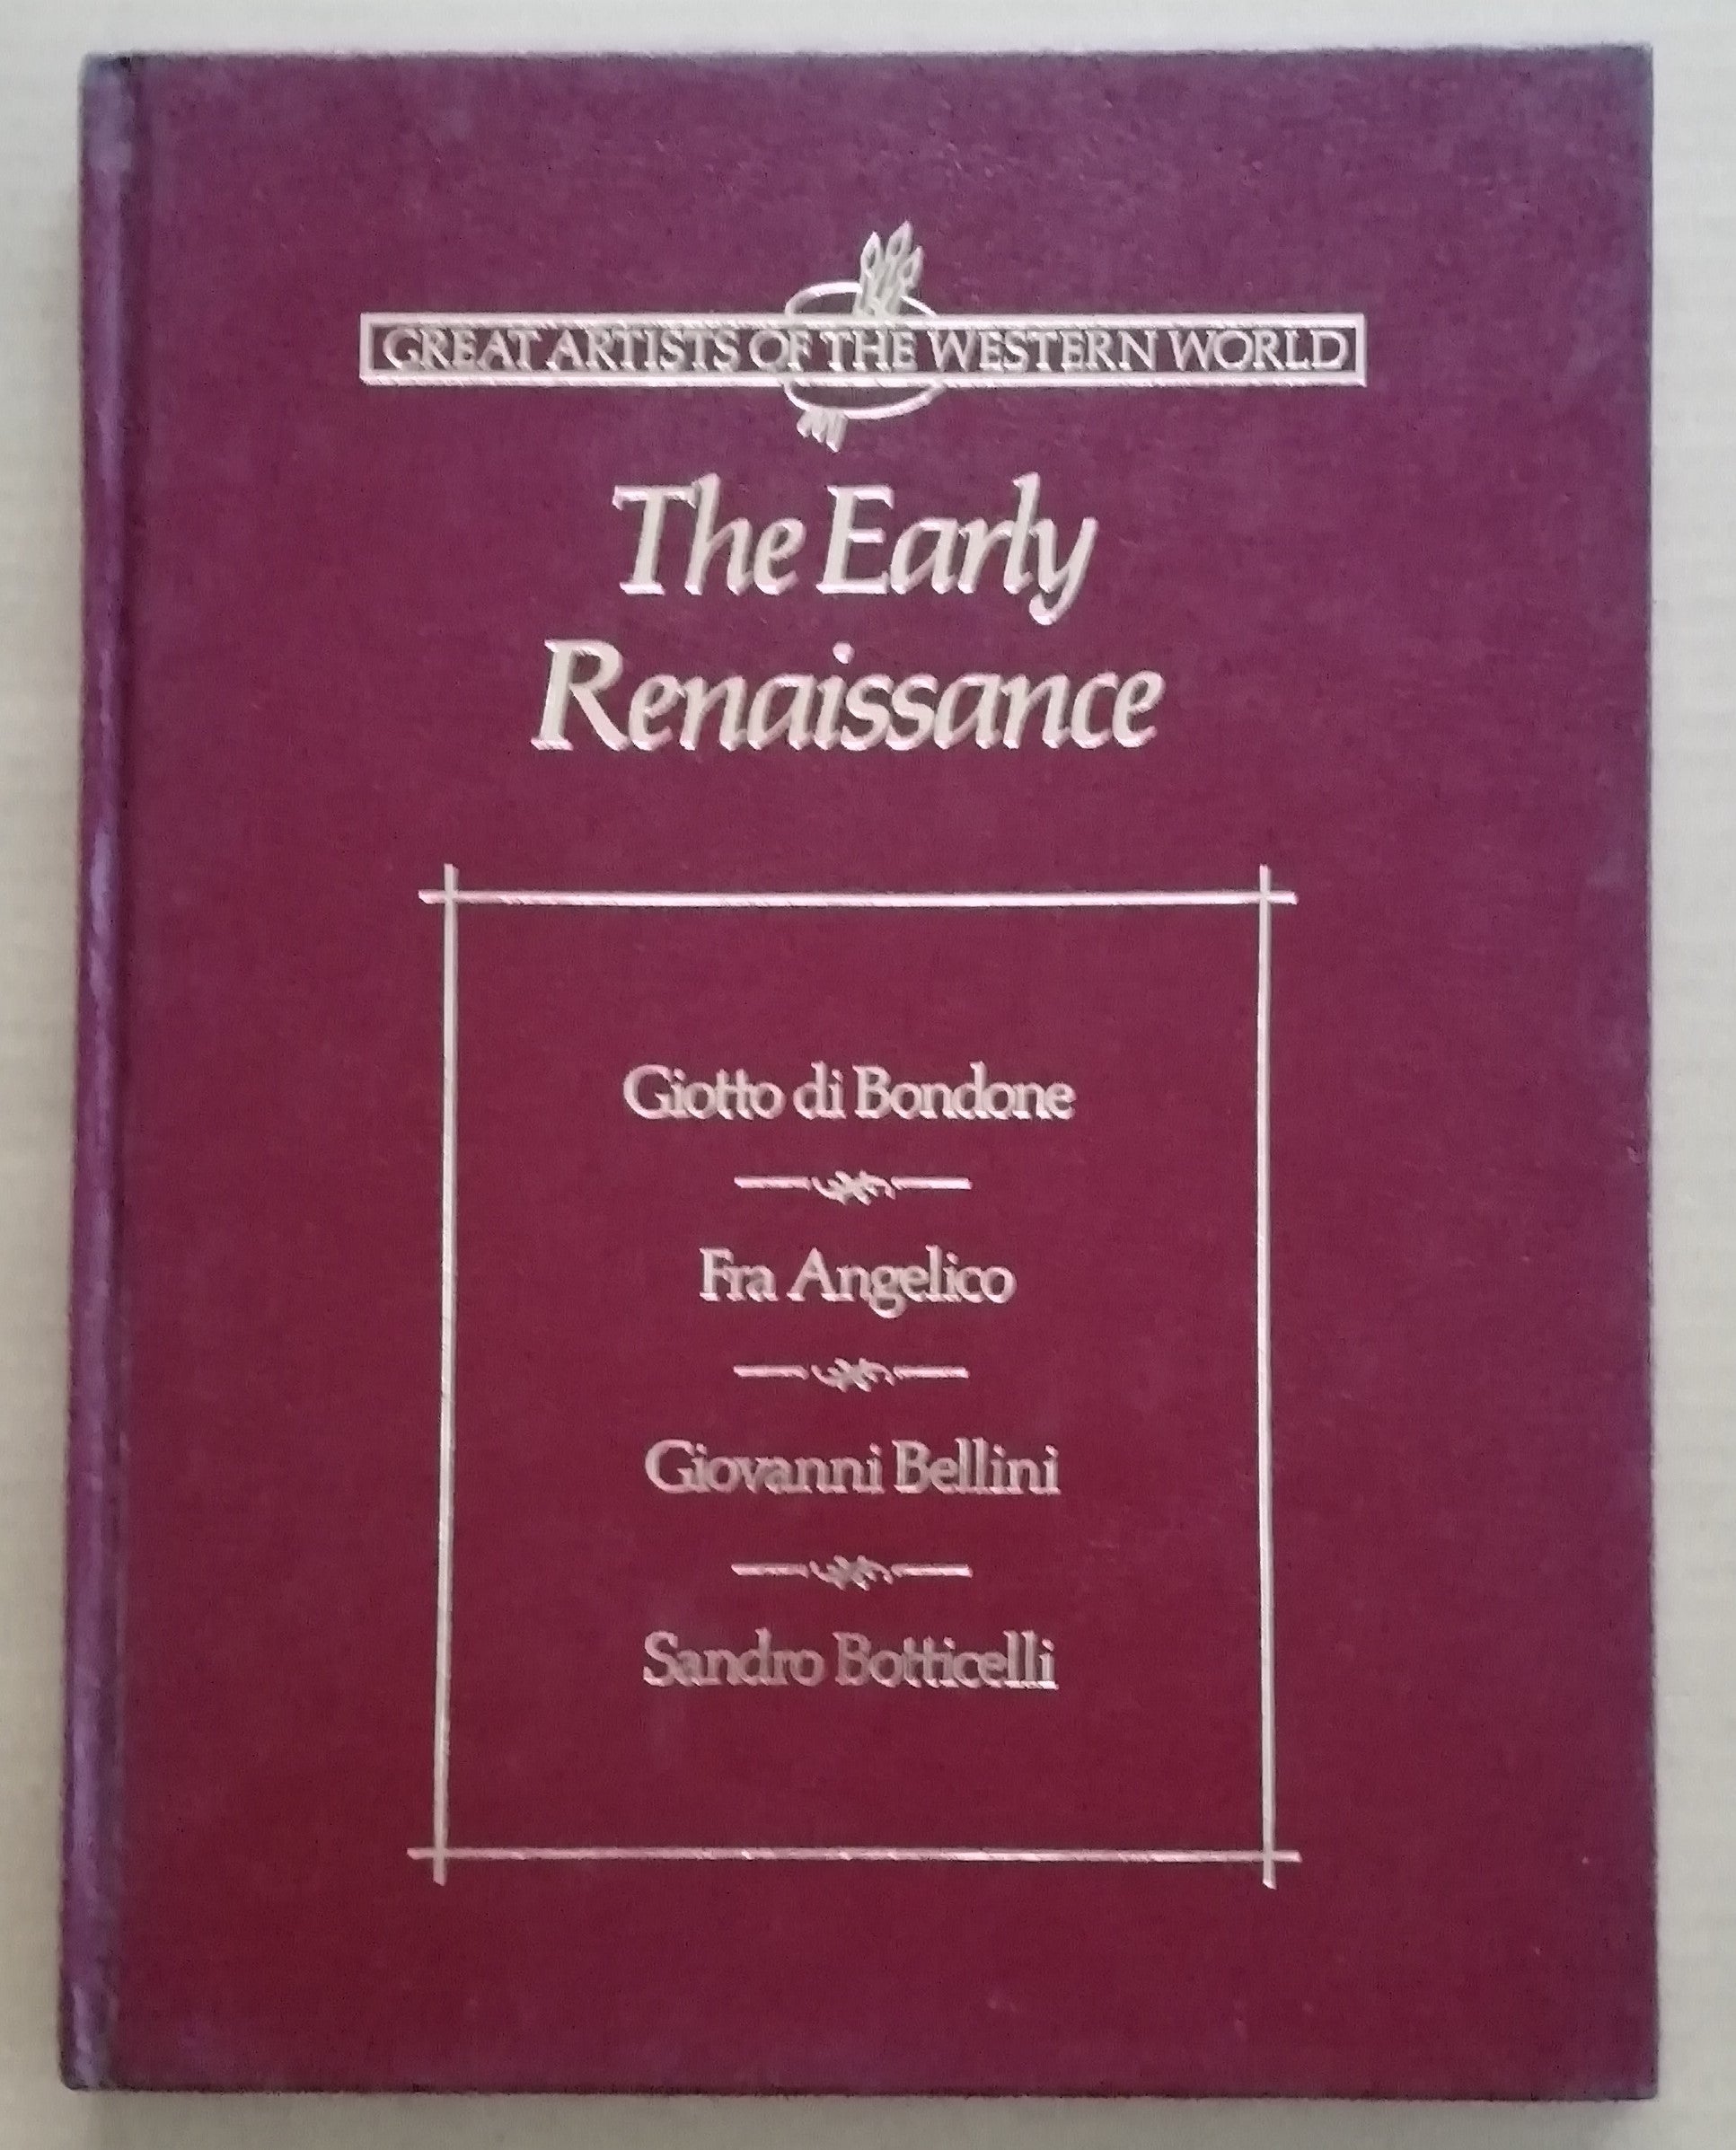 GREAT ARTISTS OF THE WESTERN WORLD
The Early
Renaissance
Giotto di Bondone
Fra Angelico
Giovanni Bellini
Sandro Botticelli